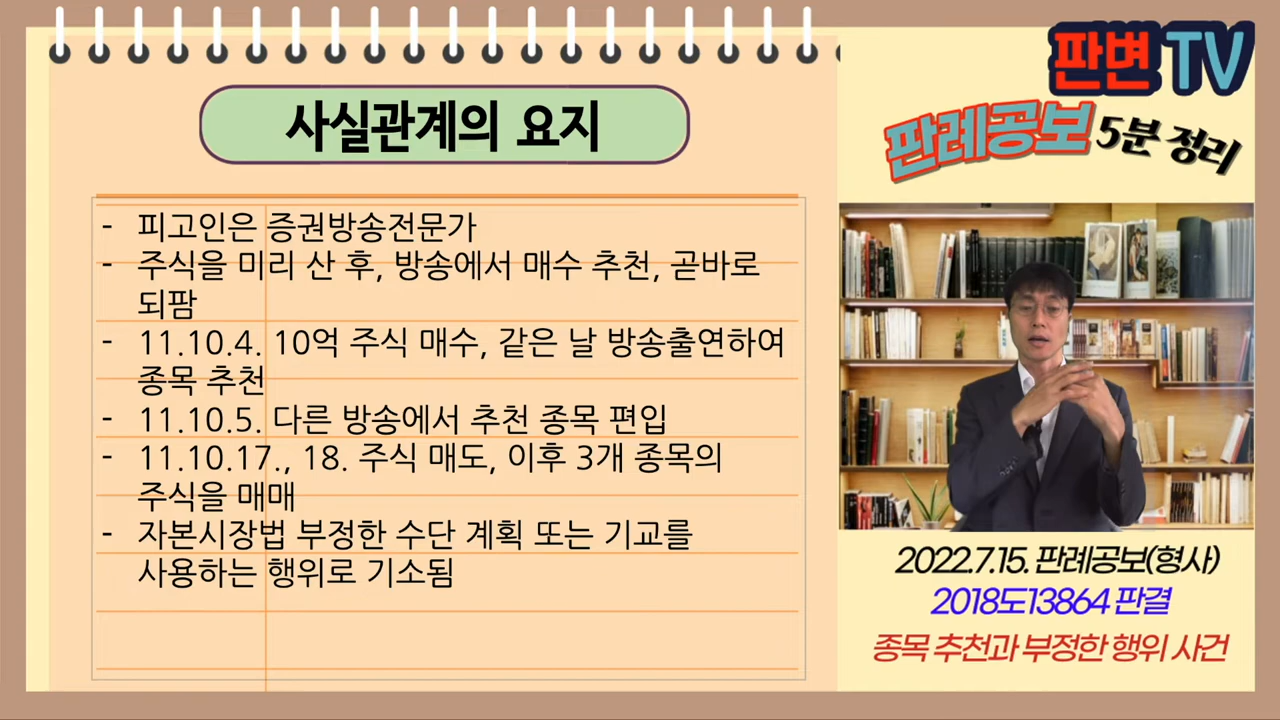 사실관계의 요지
- 피고인은 증권방송전문가
- 주식을 미리 산 후, 방송에서 매수 추천, 곧바로
되팜
- 11.10.4. 10억 주식 매수, 같은 날 방송출연하여
종목 추천
- 11.10.5. 다른 방송에서 추천 종목 편입
- 11.10.17., 18. 주식 매도, 이후 3개 종목의
주식을 매매
- 자본시장법 부정한 수단 계획 또는 기교를
사용하는 행위로 기소됨
판변 TV
판례공보 5분 정리
2022.7.15. 판례공보(형사)
2018도13864 판결
종목 추천과 부정한 행위 사건